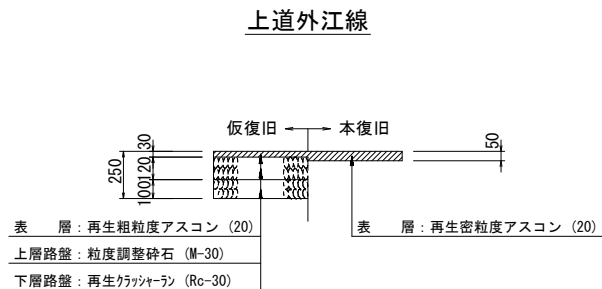 上道外江線
仮復旧 本復旧
30
120
100
250
50
表　層：再生粗粒度アスコン (20)
表　層：再生密粒度アスコン (20)
上層路盤：粒度調整砕石 (M-30)
下層路盤：再生クラッシャーラン (Rc-30)